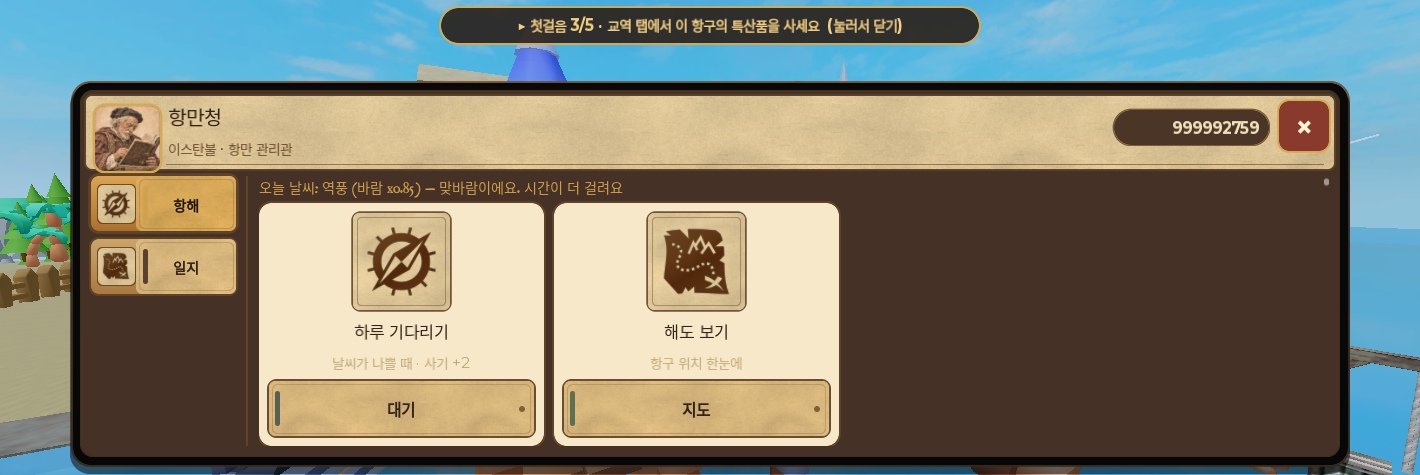 ▸ 첫걸음 3/5 · 교역 탭에서 이 항구의 특산품을 사세요 (눌러서 닫기)
항만청
이스탄불 · 항만 관리관
999992759
×
항해
일지
오늘 날씨: 역풍 (바람 x0.85) — 맞바람이에요. 시간이 더 걸려요
하루 기다리기
날씨가 나쁠 때 · 사기 +2
대기
해도 보기
항구 위치 한눈에
지도